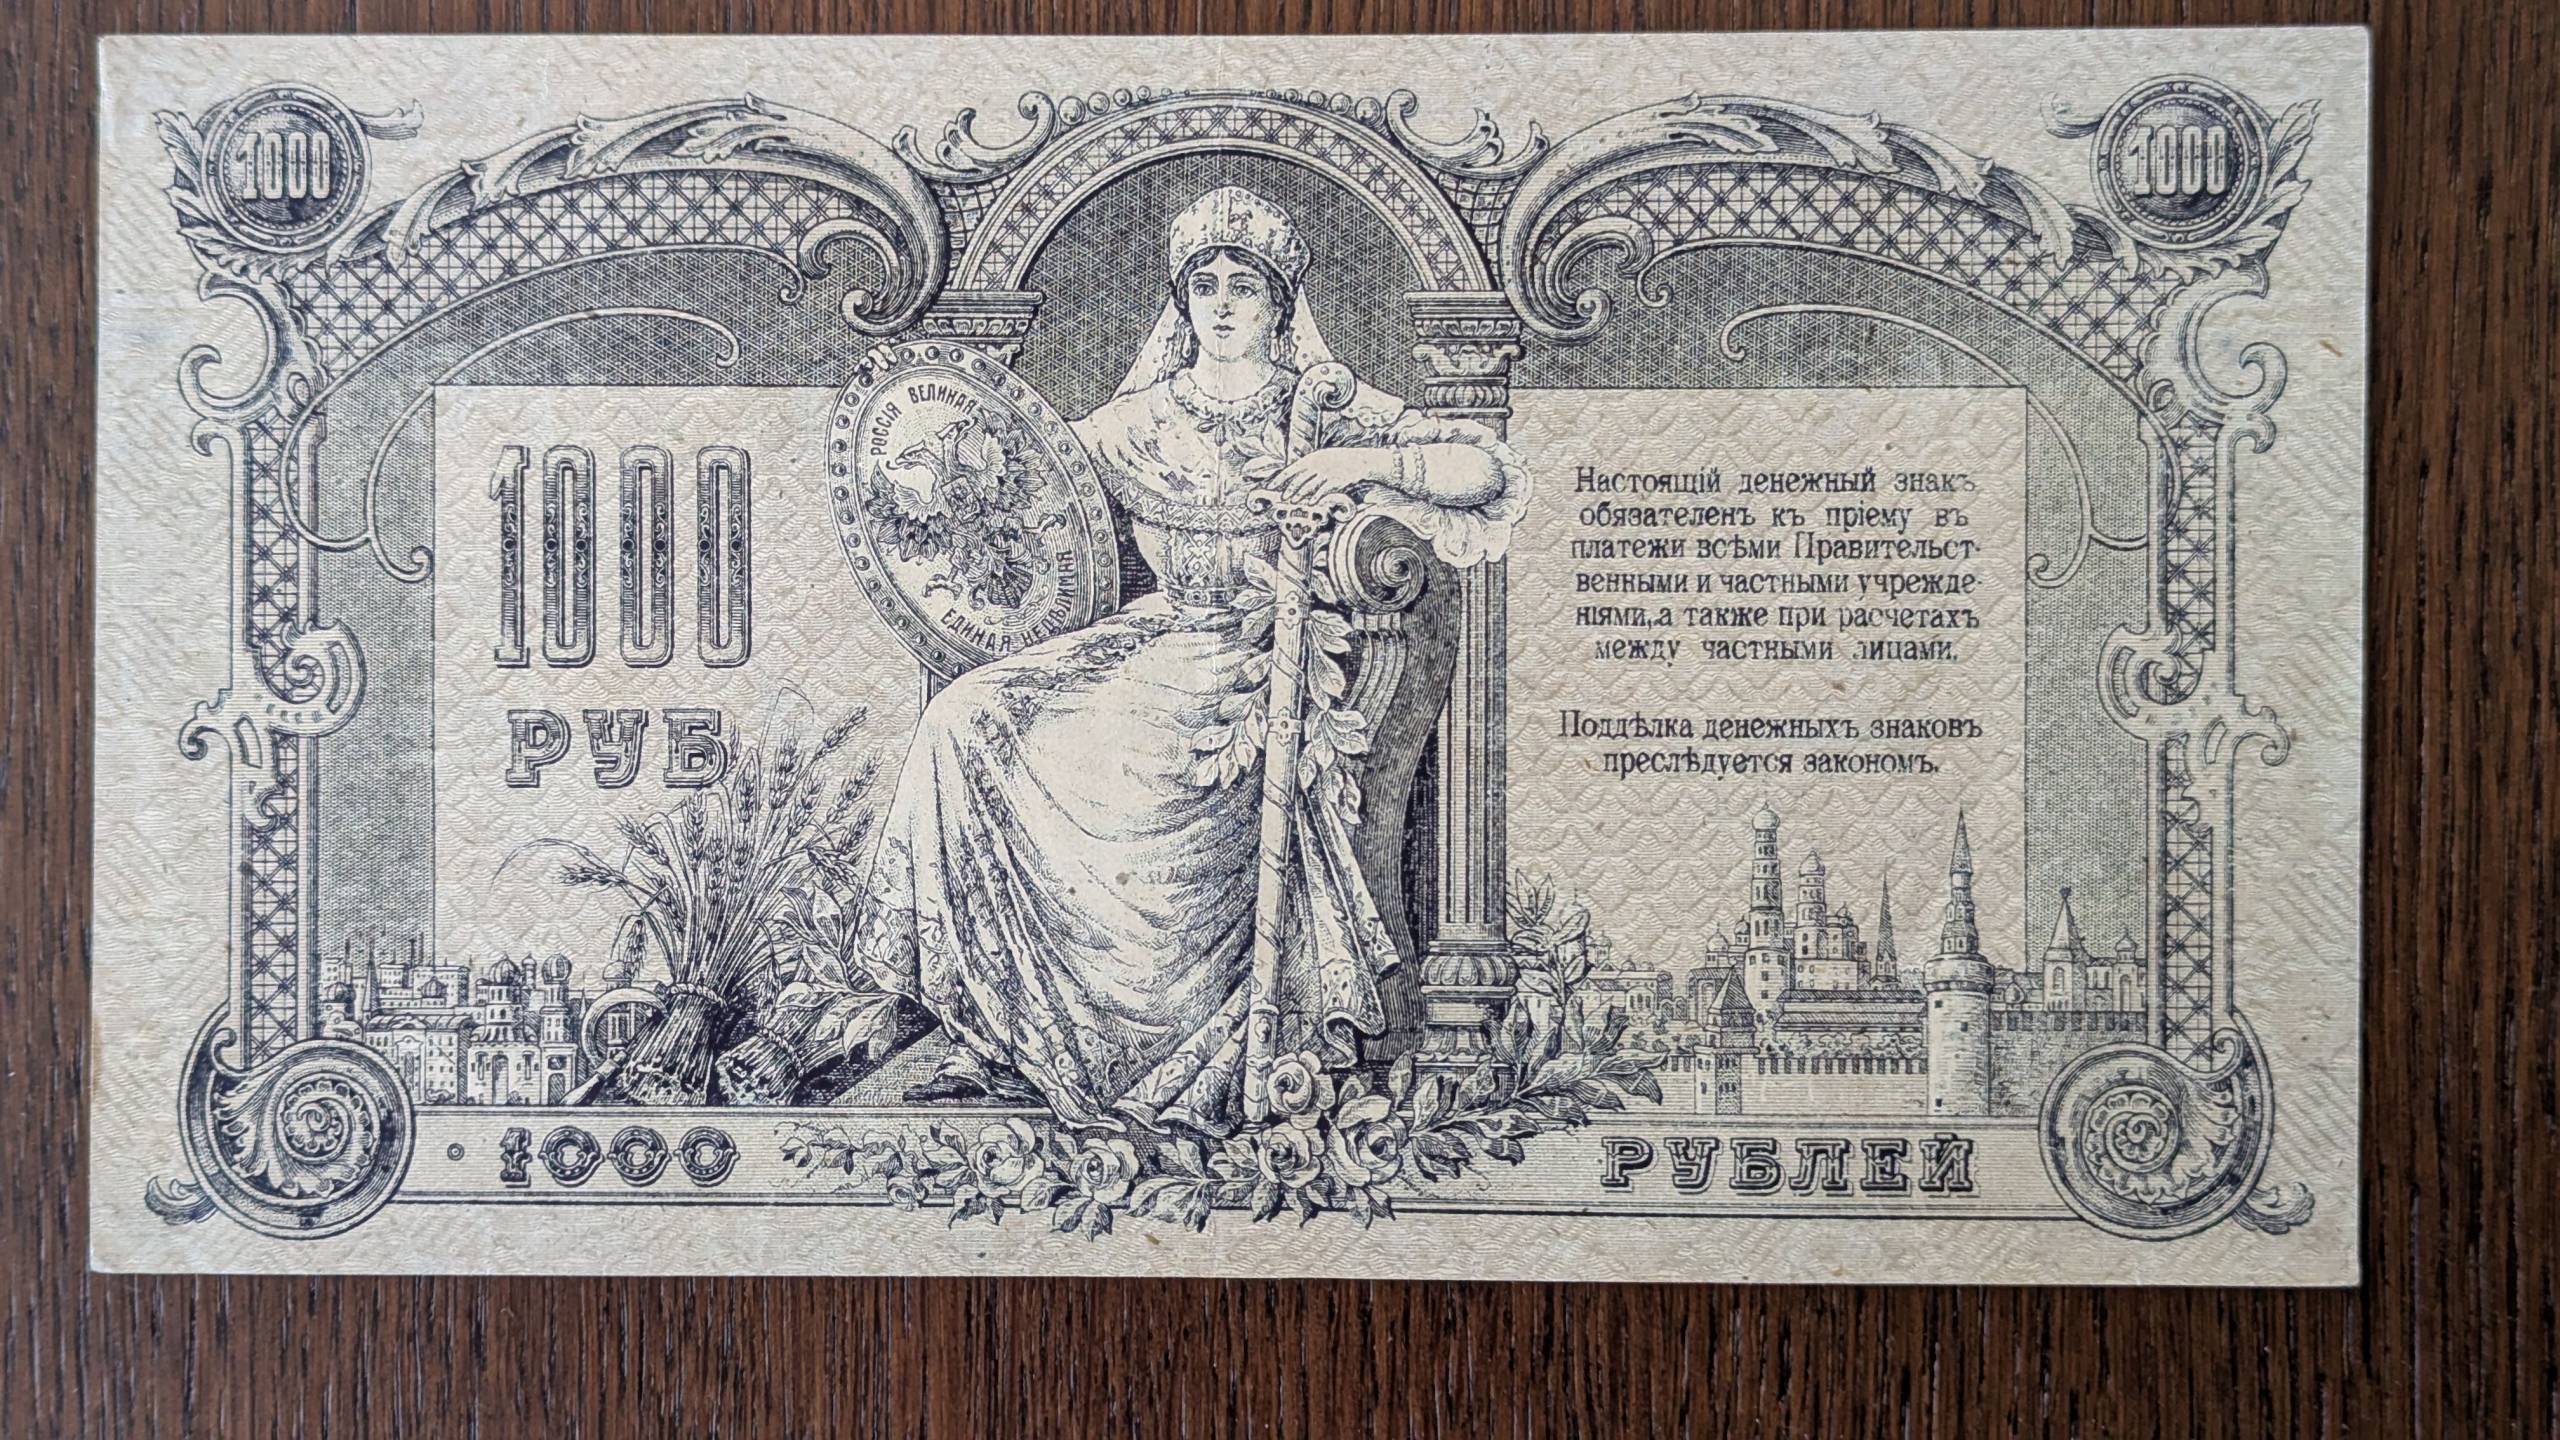 1000
1000
РОССІЯ ВЕЛИКАЯ
ЕДИНАЯ НЕДѢЛИМАЯ
1000
РУБ
Настоящій денежный знакъ
обязателенъ къ пріему въ
платежи всѣми Правительст-
венными и частными учрежде-
ніями, а также при расчетахъ
между частными лицами.
Поддѣлка денежныхъ знаковъ
преслѣдуется закономъ.
1000
РУБЛЕЙ